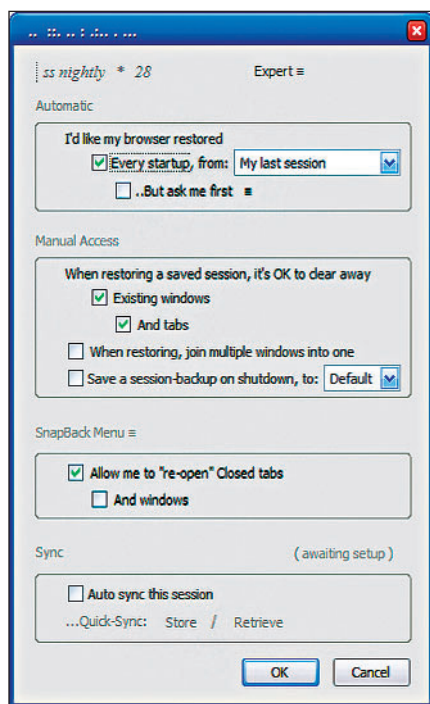 ss nightly * 28 Expert ≡
Automatic
I'd like my browser restored
Every startup, from: My last session
..But ask me first ≡
Manual Access
When restoring a saved session, it's OK to clear away
Existing windows
And tabs
When restoring, join multiple windows into one
Save a session-backup on shutdown, to: Default
SnapBack Menu ≡
Allow me to "re-open" Closed tabs
And windows
Sync ( awaiting setup )
Auto sync this session
...Quick-Sync: Store / Retrieve
OK Cancel